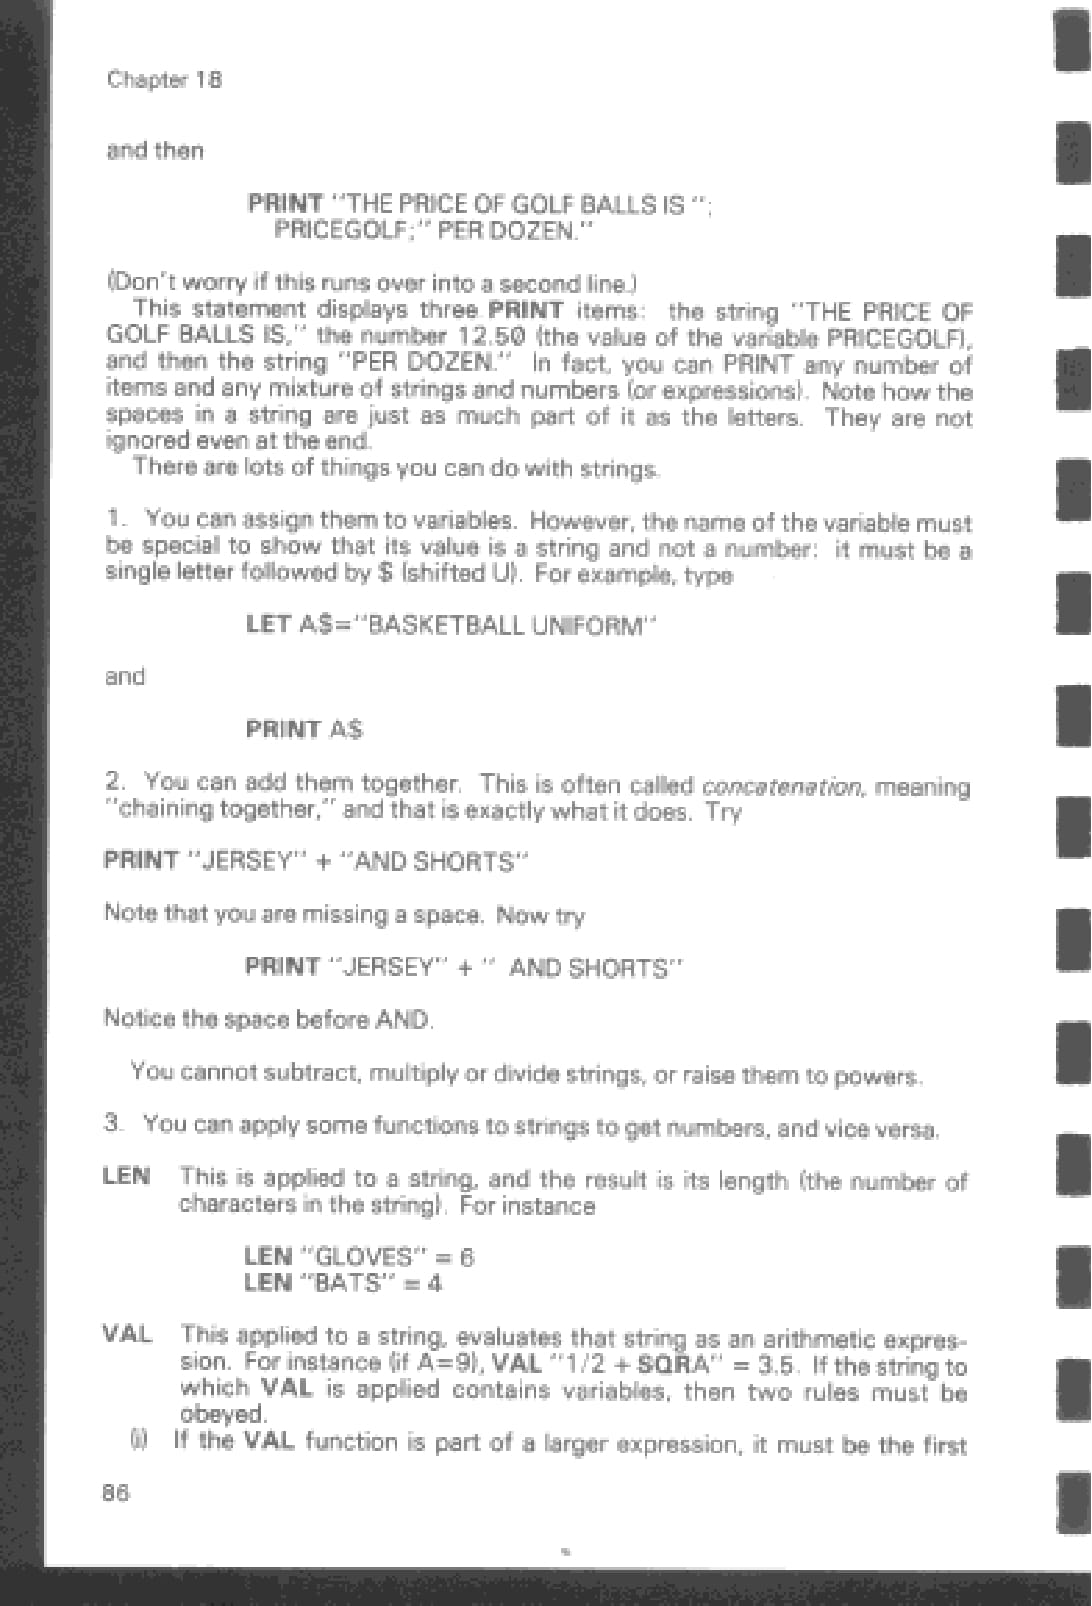 Chapter 18
and then
PRINT "THE PRICE OF GOLF BALLS IS ";
PRICEGOLF;" PER DOZEN."
(Don't worry if this runs over into a second line.)
This statement displays three PRINT items: the string "THE PRICE OF
GOLF BALLS IS," the number 12.50 (the value of the variable PRICEGOLF),
and then the string "PER DOZEN." In fact, you can PRINT any number of
items and any mixture of strings and numbers (or expressions). Note how the
spaces in a string are just as much part of it as the letters. They are not
ignored even at the end.
There are lots of things you can do with strings.
1. You can assign them to variables. However, the name of the variable must
be special to show that its value is a string and not a number: it must be a
single letter followed by $ (shifted U). For example, type
LET A$="BASKETBALL UNIFORM"
and
PRINT A$
2. You can add them together. This is often called concatenation, meaning
"chaining together," and that is exactly what it does. Try
PRINT "JERSEY" + "AND SHORTS"
Note that you are missing a space. Now try
PRINT "JERSEY" + " AND SHORTS"
Notice the space before AND.
You cannot subtract, multiply or divide strings, or raise them to powers.
3. You can apply some functions to strings to get numbers, and vice versa.
LEN This is applied to a string, and the result is its length (the number of
characters in the string). For instance
LEN "GLOVES" = 6
LEN "BATS" = 4
VAL This applied to a string, evaluates that string as an arithmetic expres-
sion. For instance (if A=9), VAL "1/2 + SQRA" = 3.5. If the string to
which VAL is applied contains variables, then two rules must be
obeyed.
(i) If the VAL function is part of a larger expression, it must be the first
86